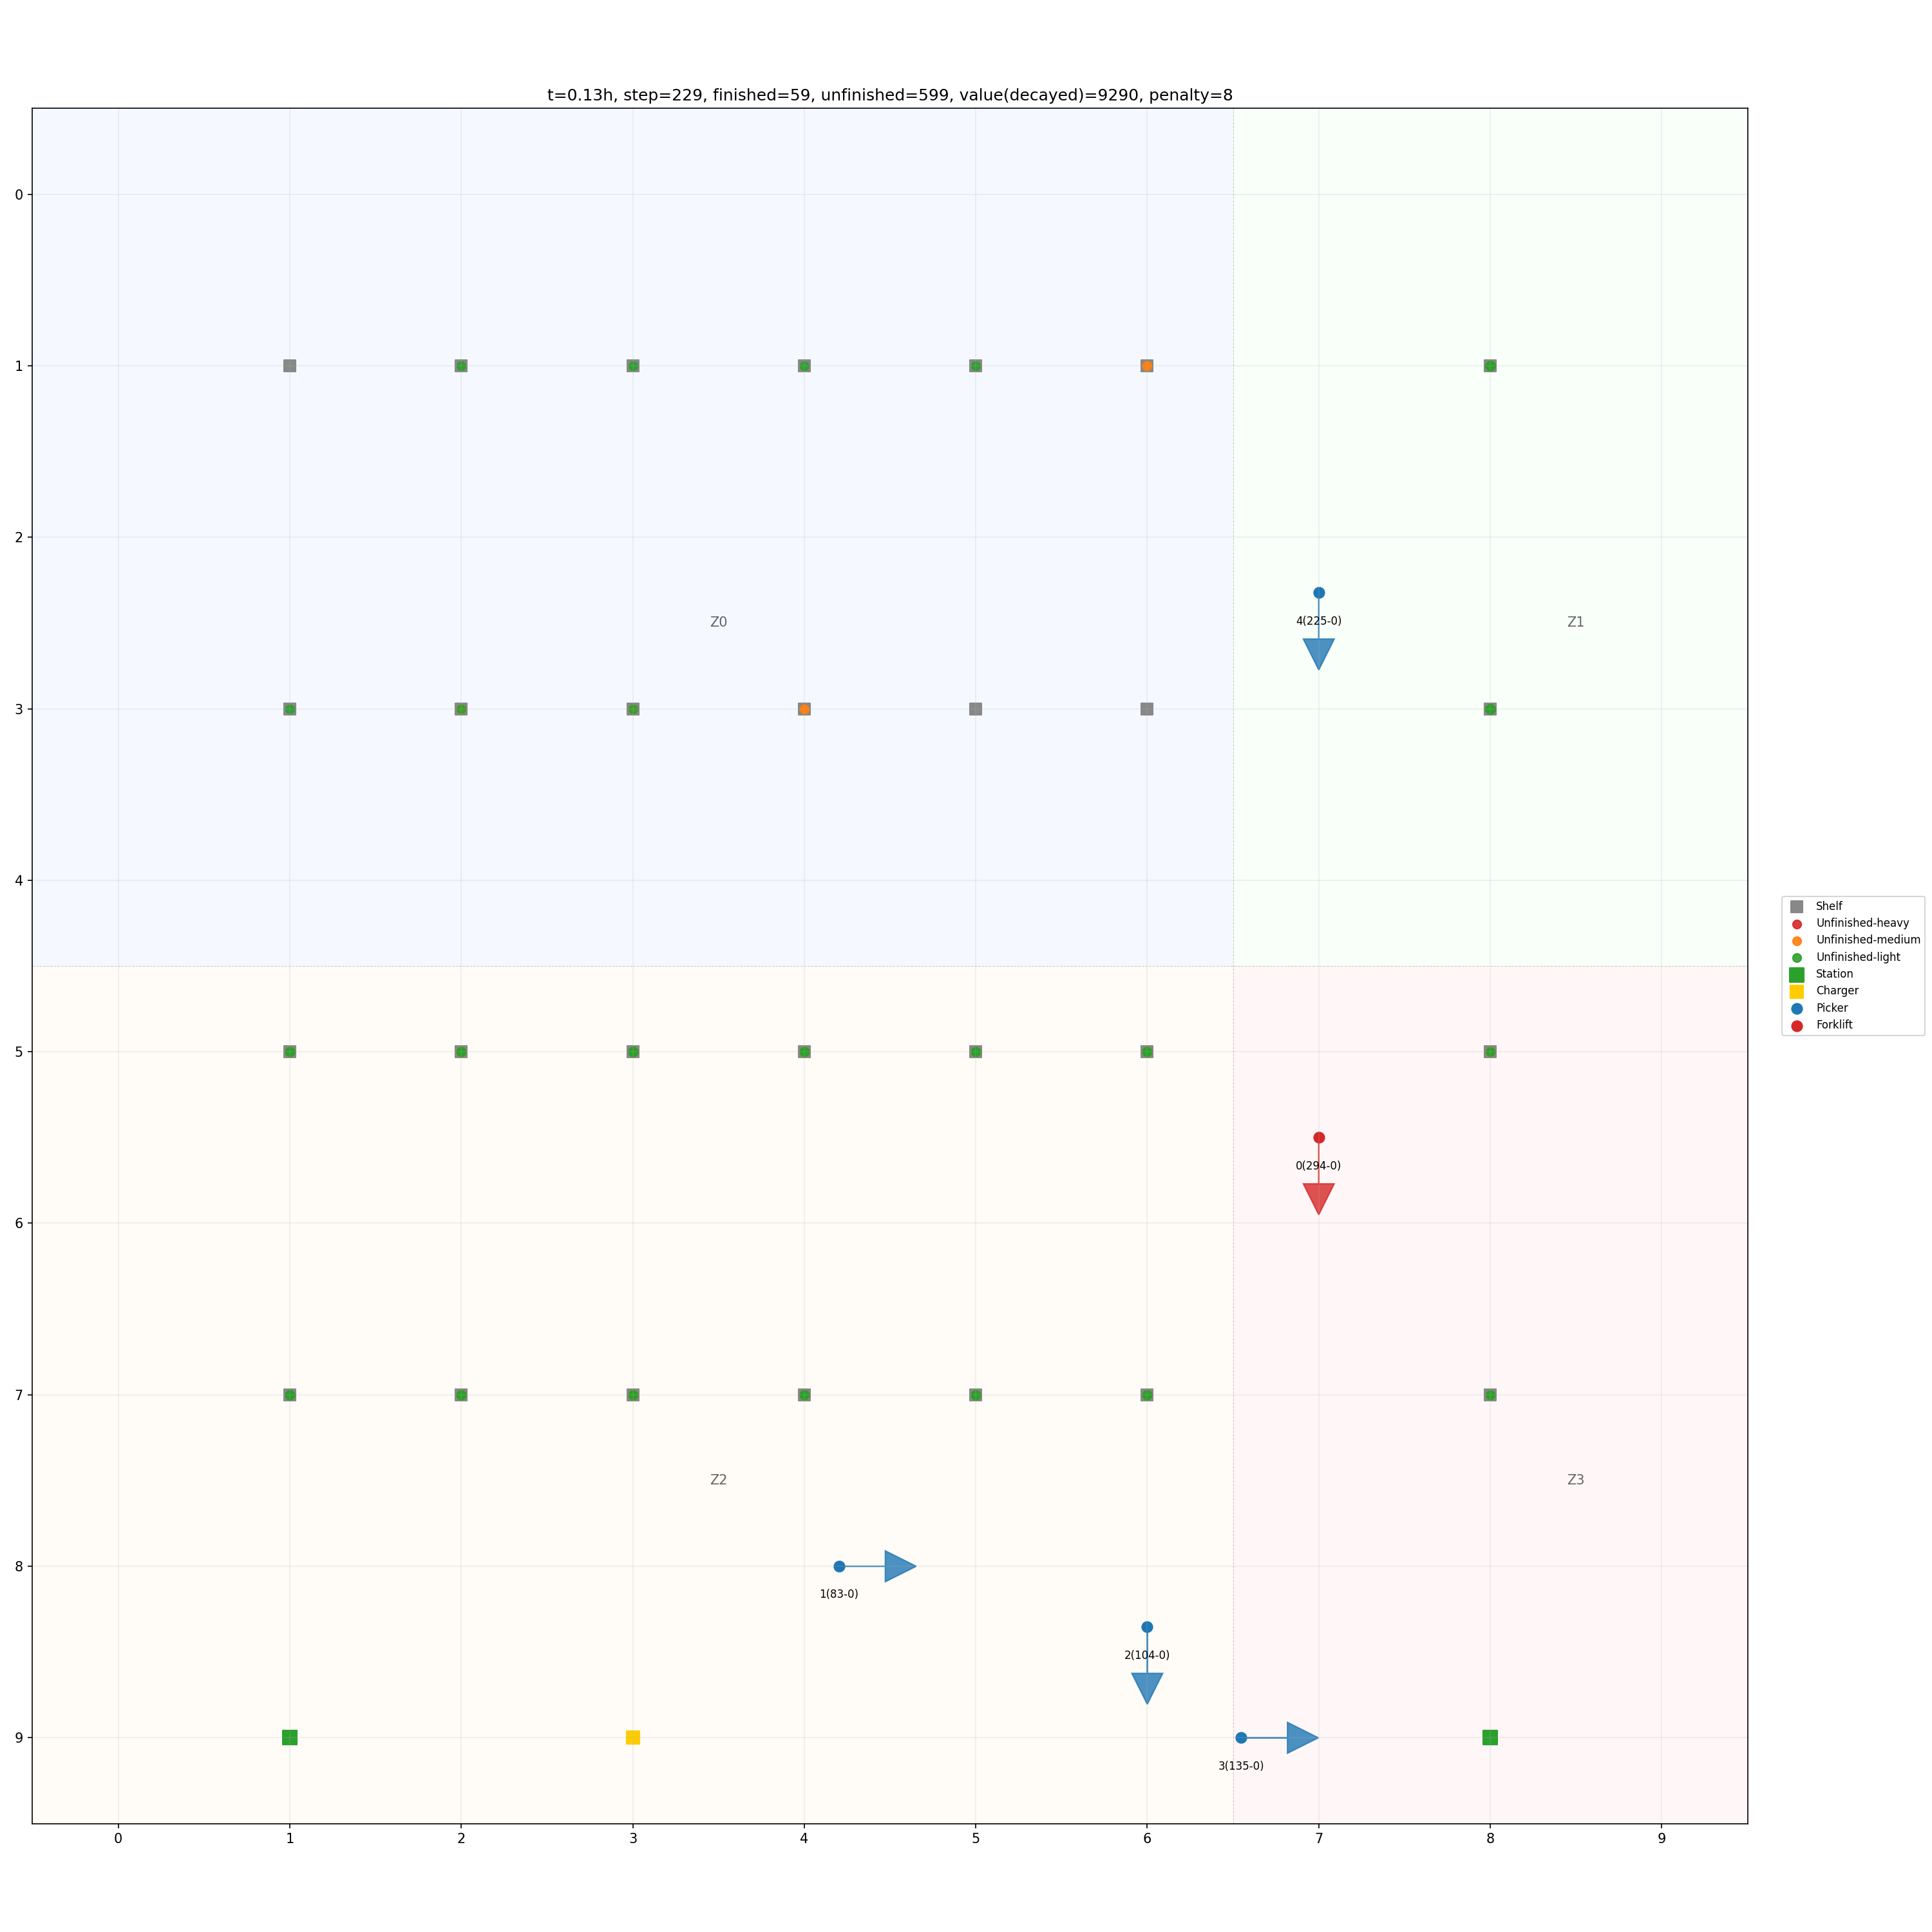 t=0.13h, step=229, finished=59, unfinished=599, value(decayed)=9290, penalty=8
0
1
2
Z0
4(225-0)
Z1
3
4
Shelf
Unfinished-heavy
Unfinished-medium
Unfinished-light
Station
Charger
Picker
Forklift
5
0(294-0)
6
7
Z2
Z3
8
1(83-0)
2(104-0)
9
3(135-0)
0 1 2 3 4 5 6 7 8 9